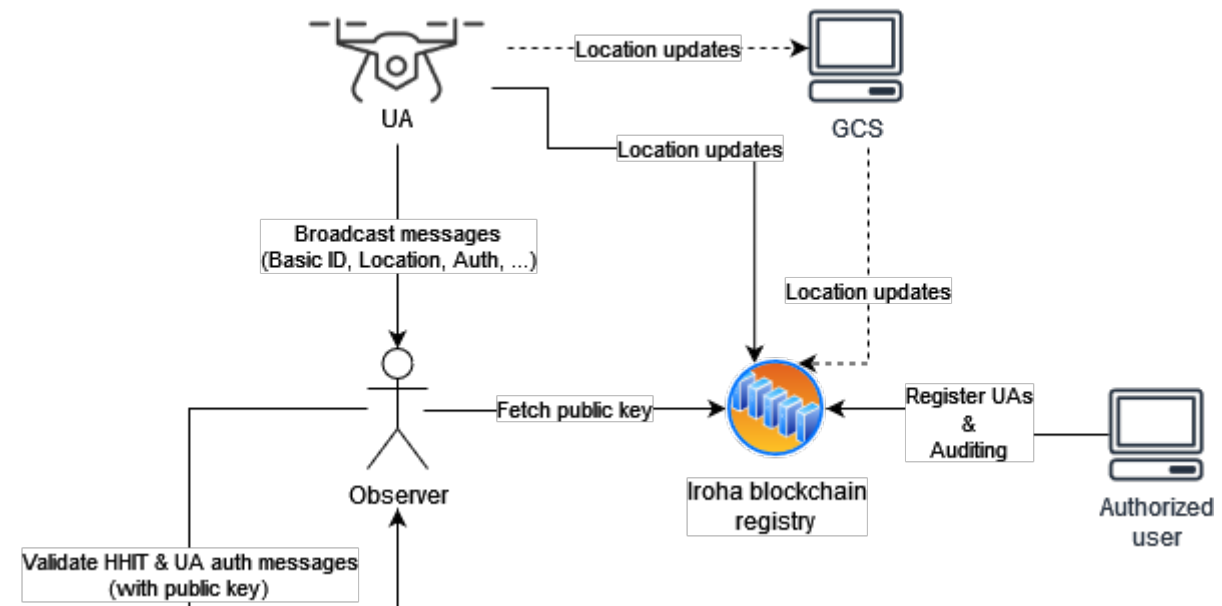 Location updates
UA
GCS
Location updates
Broadcast messages
(Basic ID, Location, Auth, ...)
Location updates
Fetch public key
Register UAs
&
Auditing
Observer
Iroha blockchain
registry
Authorized
user
Validate HHIT & UA auth messages
(with public key)